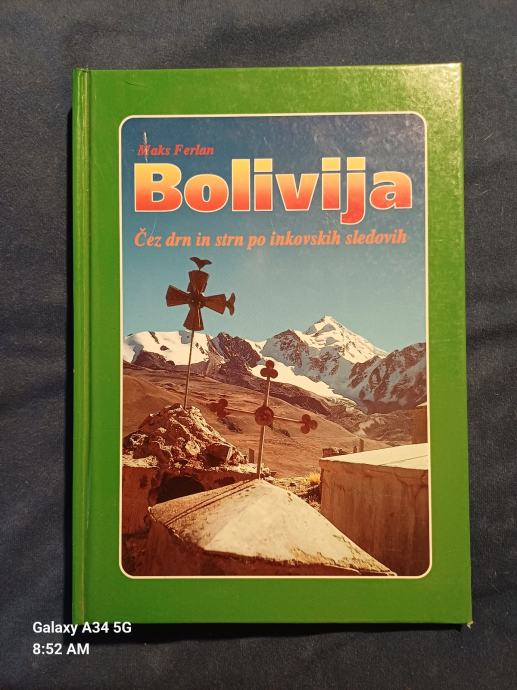 Maks Ferlan
Bolivija
Čez drn in strn po inkovskih sledovih
Galaxy A34 5G
8:52 AM